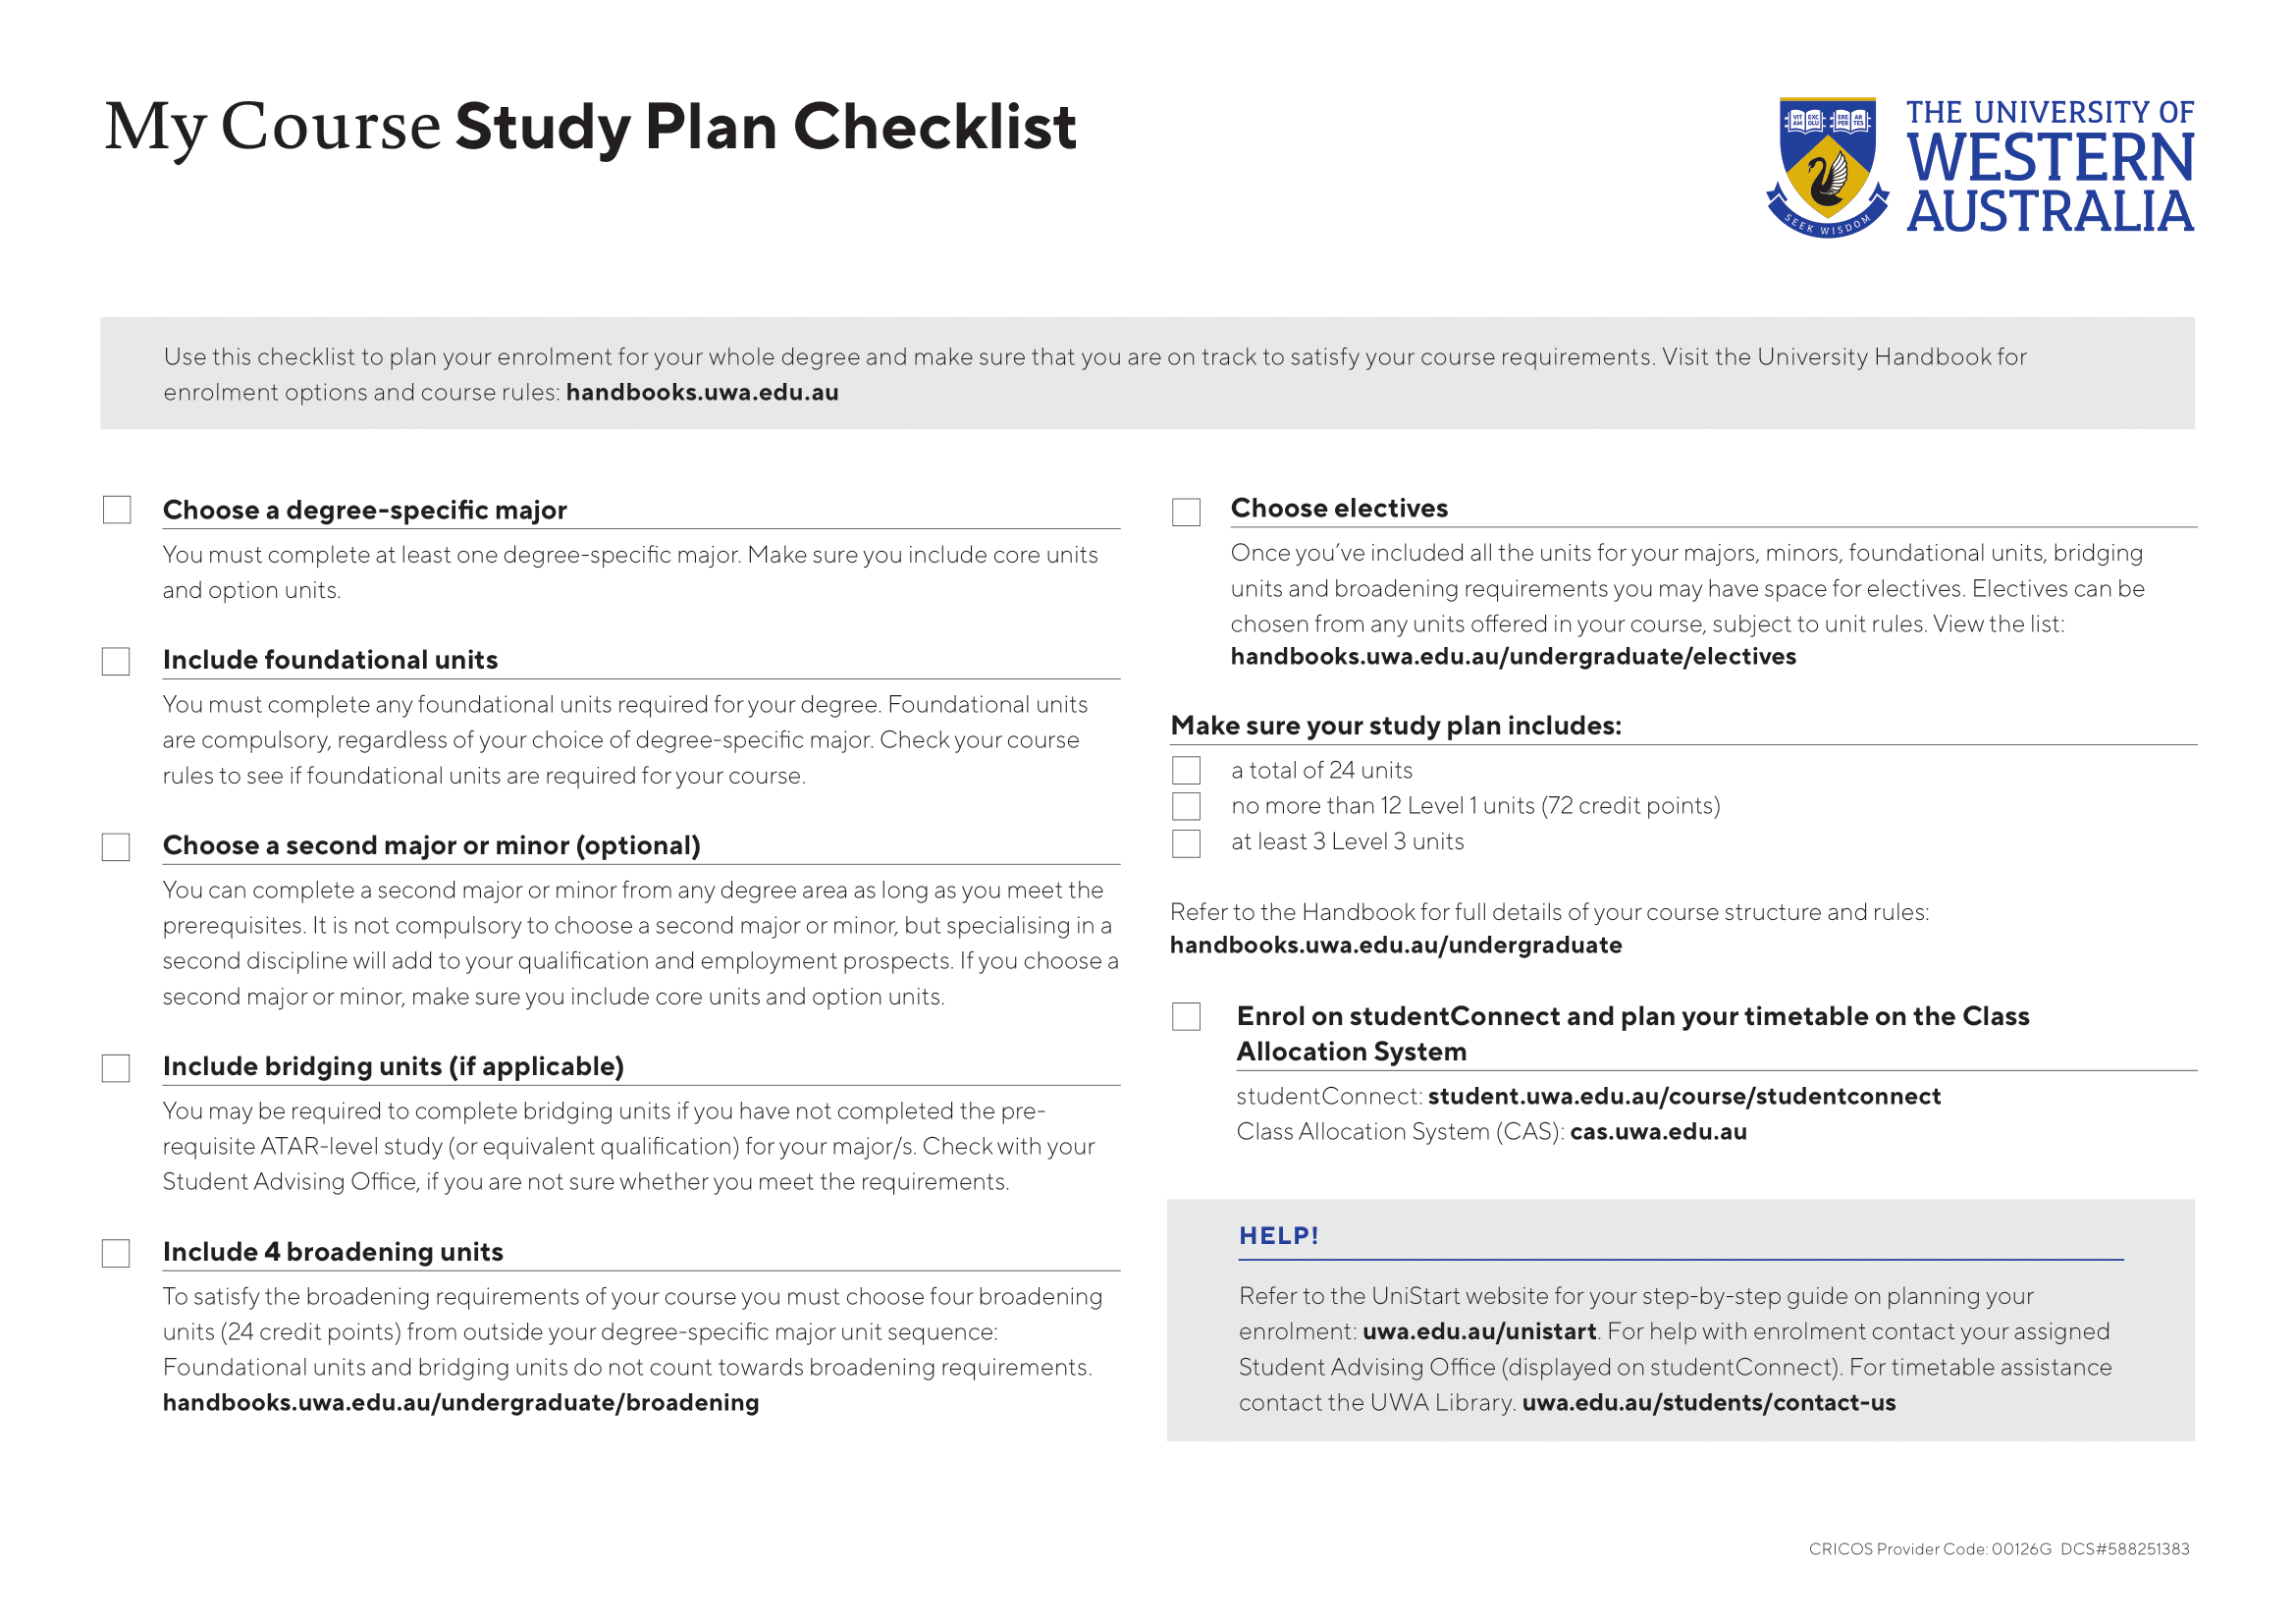 My Course Study Plan Checklist
VIT AM EXC OLU ERE PER AR TES
SEEK WISDOM
THE UNIVERSITY OF
WESTERN
AUSTRALIA
Use this checklist to plan your enrolment for your whole degree and make sure that you are on track to satisfy your course requirements. Visit the University Handbook for
enrolment options and course rules: handbooks.uwa.edu.au
Choose a degree-specific major
You must complete at least one degree-specific major. Make sure you include core units
and option units.
Include foundational units
You must complete any foundational units required for your degree. Foundational units
are compulsory, regardless of your choice of degree-specific major. Check your course
rules to see if foundational units are required for your course.
Choose a second major or minor (optional)
You can complete a second major or minor from any degree area as long as you meet the
prerequisites. It is not compulsory to choose a second major or minor, but specialising in a
second discipline will add to your qualification and employment prospects. If you choose a
second major or minor, make sure you include core units and option units.
Include bridging units (if applicable)
You may be required to complete bridging units if you have not completed the pre-
requisite ATAR-level study (or equivalent qualification) for your major/s. Check with your
Student Advising Office, if you are not sure whether you meet the requirements.
Include 4 broadening units
To satisfy the broadening requirements of your course you must choose four broadening
units (24 credit points) from outside your degree-specific major unit sequence:
Foundational units and bridging units do not count towards broadening requirements.
handbooks.uwa.edu.au/undergraduate/broadening
Choose electives
Once you’ve included all the units for your majors, minors, foundational units, bridging
units and broadening requirements you may have space for electives. Electives can be
chosen from any units offered in your course, subject to unit rules. View the list:
handbooks.uwa.edu.au/undergraduate/electives
Make sure your study plan includes:
a total of 24 units
no more than 12 Level 1 units (72 credit points)
at least 3 Level 3 units
Refer to the Handbook for full details of your course structure and rules:
handbooks.uwa.edu.au/undergraduate
Enrol on studentConnect and plan your timetable on the Class
Allocation System
studentConnect: student.uwa.edu.au/course/studentconnect
Class Allocation System (CAS): cas.uwa.edu.au
HELP!
Refer to the UniStart website for your step-by-step guide on planning your
enrolment: uwa.edu.au/unistart. For help with enrolment contact your assigned
Student Advising Office (displayed on studentConnect). For timetable assistance
contact the UWA Library. uwa.edu.au/students/contact-us
CRICOS Provider Code: 00126G DCS#588251383